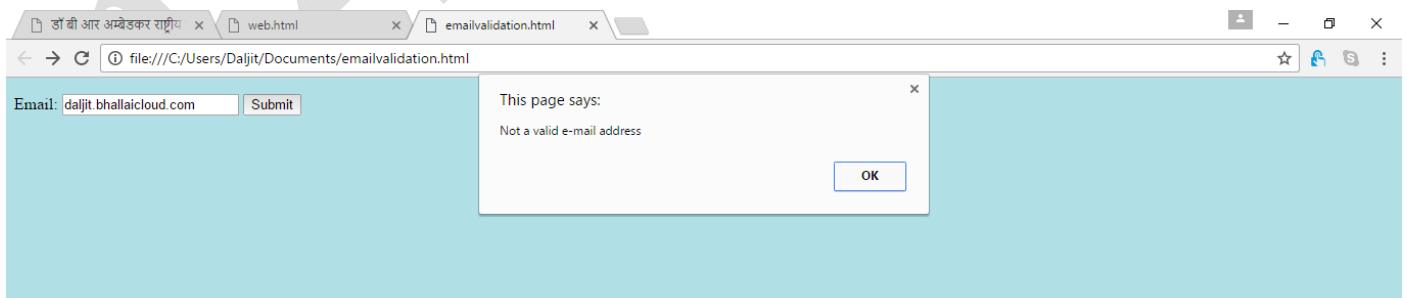 डॉ बी आर अम्बेडकर राष्ट्रीय
web.html
emailvalidation.html
file:///C:/Users/Daljit/Documents/emailvalidation.html
Email: daljit.bhallaicloud.com Submit
This page says:
Not a valid e-mail address
OK